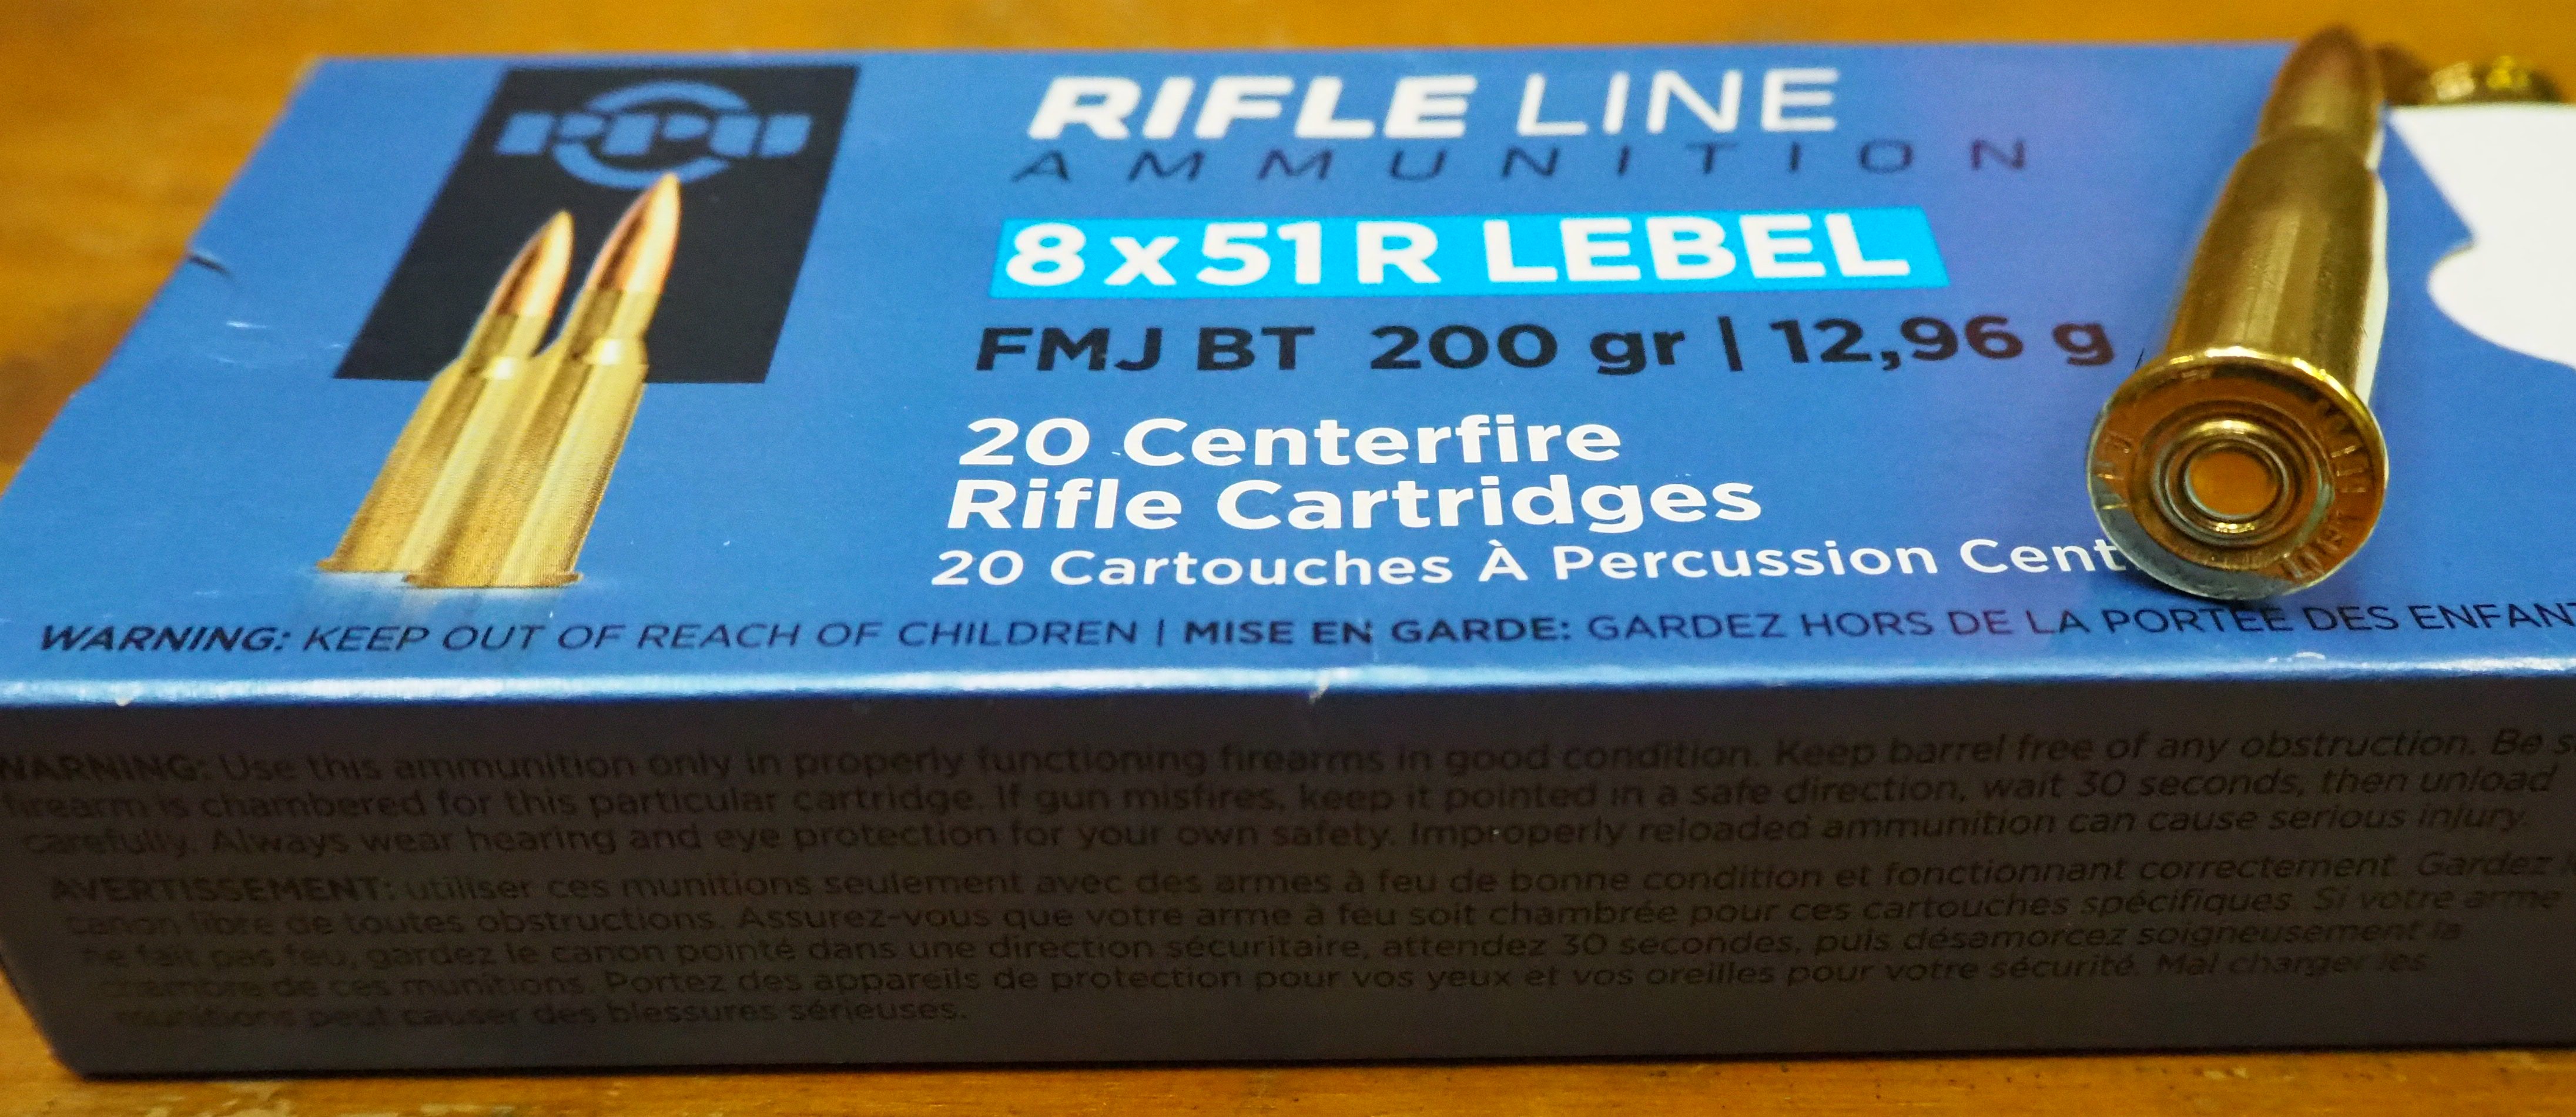 PPU
RIFLE LINE
AMMUNITION
8x51R LEBEL
FMJ BT 200 gr | 12,96 g
20 Centerfire
Rifle Cartridges
20 Cartouches À Percussion Cent
WARNING: KEEP OUT OF REACH OF CHILDREN | MISE EN GARDE: GARDEZ HORS DE LA PORTÉE DES ENFAN
WARNING: Use this ammunition only in properly functioning firearms in good condition. Keep barrel free of any obstruction. Be s
firearm is chambered for this particular cartridge. If gun misfires, keep it pointed in a safe direction, wait 30 seconds, then unload
carefully. Always wear hearing and eye protection for your own safety. Improperly reloaded ammunition can cause serious injury.
AVERTISSEMENT: utiliser ces munitions seulement avec des armes à feu de bonne condition et fonctionnant correctement. Gardez
canon libre de toutes obstructions. Assurez-vous que votre arme à feu soit chambrée pour ces cartouches spécifiques. Si votre arme
ne fait pas feu, gardez le canon pointé dans une direction sécuritaire, attendez 30 secondes, puis désamorcez soigneusement la
chambre de ces munitions. Portez des appareils de protection pour vos yeux et vos oreilles pour votre sécurité. Mal charger les
munitions peut causer des blessures sérieuses.